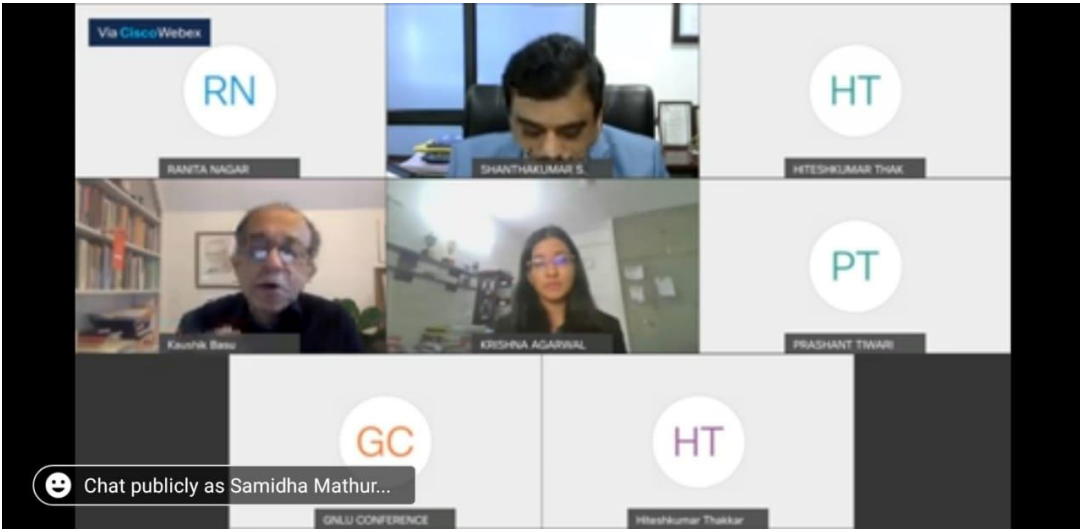 Via CiscoWebex
RN
RANITA NAGAR
SHANTHAKUMAR S.
HT
HITESHKUMAR THAK
Kaushik Basu
KRISHNA AGARWAL
PT
PRASHANT TIWARI
GC
GNLU CONFERENCE
HT
Hiteshkumar Thakkar
Chat publicly as Samidha Mathur...